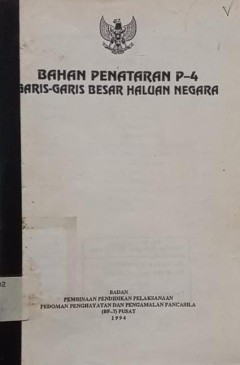 BAHAN PENATARAN P-4
GARIS-GARIS BESAR HALUAN NEGARA
BADAN
PEMBINAAN PENDIDIKAN PELAKSANAAN
PEDOMAN PENGHAYATAN DAN PENGAMALAN PANCASILA
(BP-7) PUSAT
1994